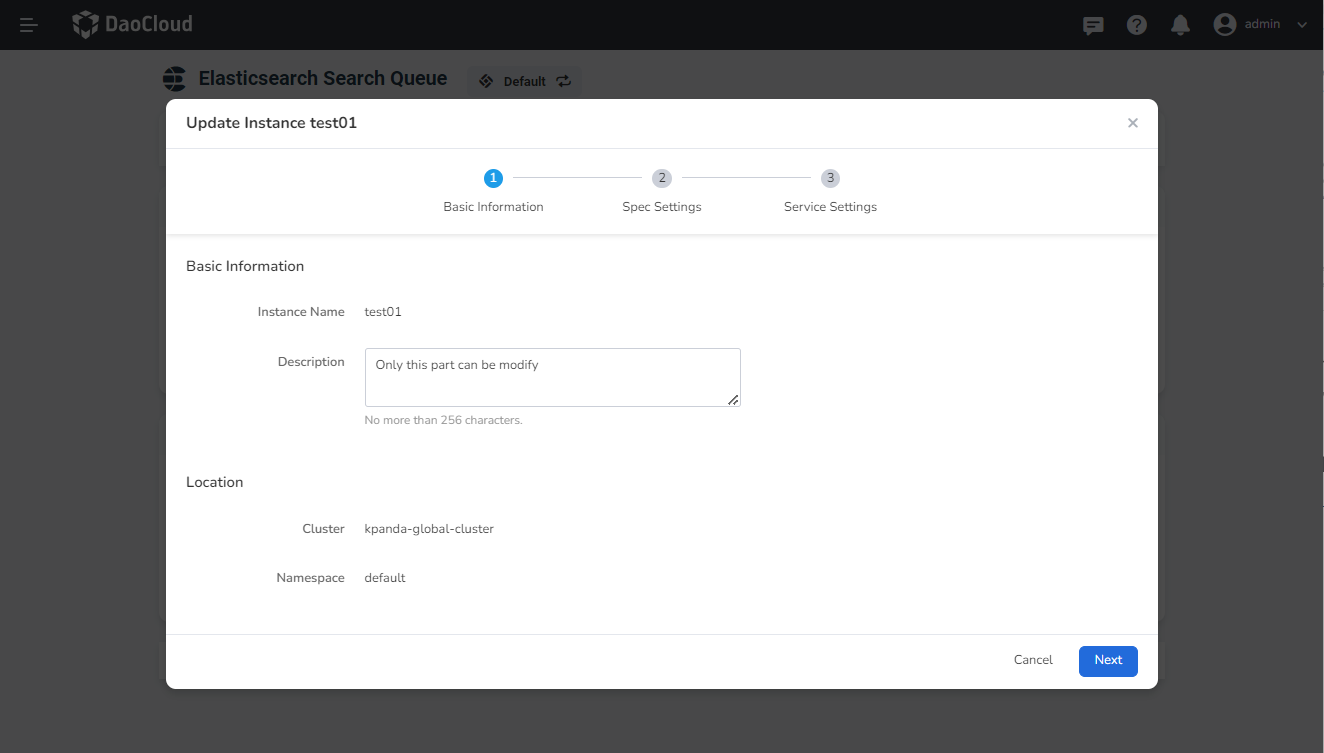 DaoCloud
admin
Elasticsearch Search Queue
Default
Update Instance test01
1
2
3
Basic Information
Spec Settings
Service Settings
Basic Information
Instance Name
test01
Description
Only this part can be modify
No more than 256 characters.
Location
Cluster
kpanda-global-cluster
Namespace
default
Cancel
Next